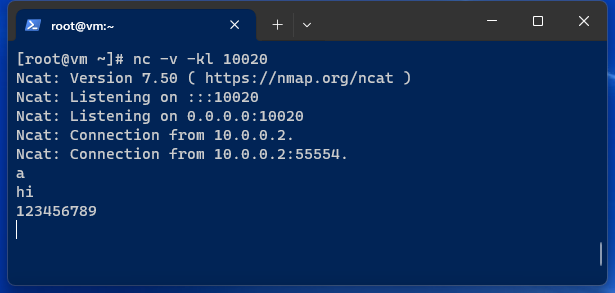 root@vm:~
[root@vm ~]# nc -v -kl 10020
Ncat: Version 7.50 ( https://nmap.org/ncat )
Ncat: Listening on :::10020
Ncat: Listening on 0.0.0.0:10020
Ncat: Connection from 10.0.0.2.
Ncat: Connection from 10.0.0.2:55554.
a
hi
123456789